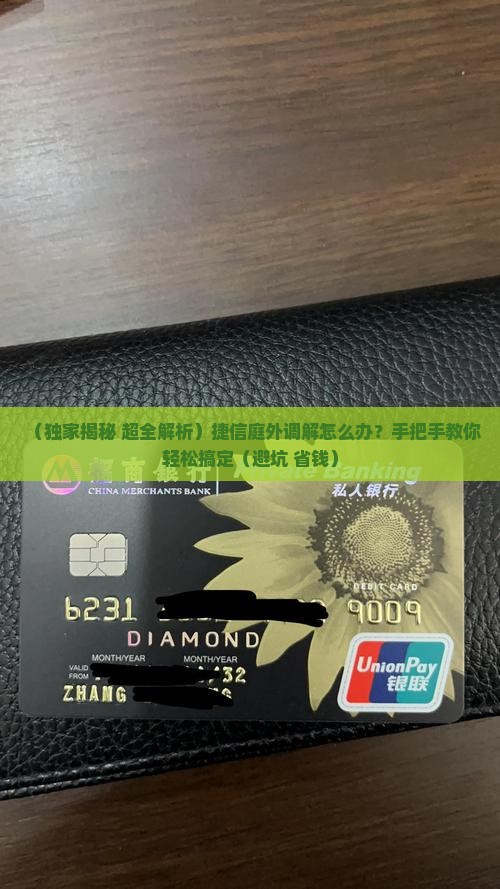 （独家揭秘 超全解析）捷信庭外调解怎么办？手把手教你
轻松搞定（避坑 省钱）
招商银行 Private Banking
CHINA MERCHANTS BANK 私人银行
DEBIT CARD
6231 9009
DIAMOND
MONTH/YEAR MONTH/YEAR
VALID
FROM /32
ZHANG
UnionPay
银联